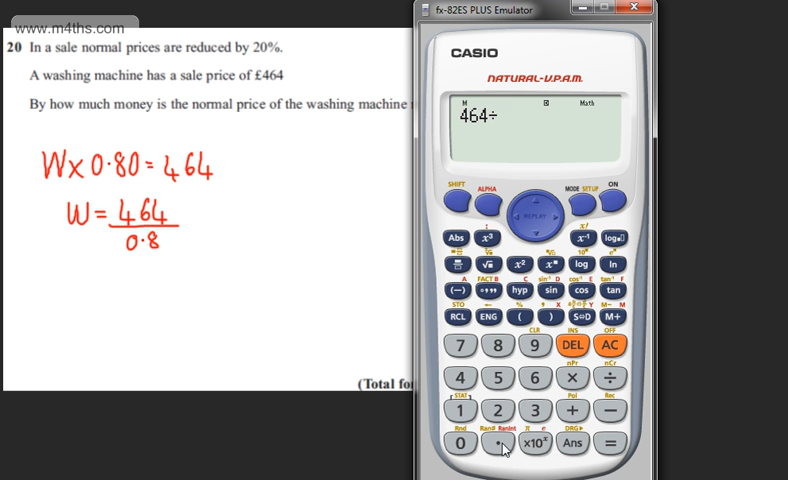 www.m4ths.com
20 In a sale normal prices are reduced by 20%.
A washing machine has a sale price of £464
By how much money is the normal price of the washing machine
W x 0.80 = 464
W = 464
0.8
(Total fo
fx-82ES PLUS Emulator
CASIO
NATURAL-V.P.A.M.
M Math
464÷
SHIFT ALPHA MODE SETUP ON
REPLAY
Abs x³ x⁻¹ log
x² log ln
(−) FACT B hyp sin cos tan
STO
RCL ENG ( ) S⇔D M+
CLR INS OFF
7 8 9 DEL AC
nPr nCr
4 5 6 × ÷
[STAT] Pol Rec
1 2 3 + −
Rnd Ran# RanInt π e DRG▸
0 . ×10ˣ Ans =